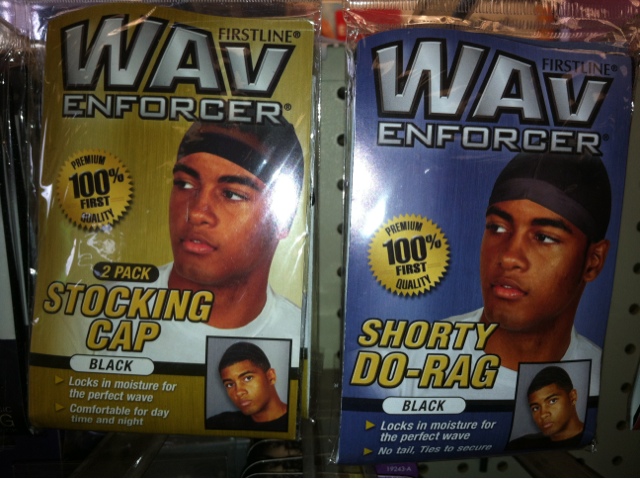 FIRSTLINE®
WAV
ENFORCER®
PREMIUM
100%
FIRST
QUALITY
2 PACK
STOCKING
CAP
BLACK
Locks in moisture for
the perfect wave
Comfortable for day
time and night
FIRSTLINE®
WAV
ENFORCER®
PREMIUM
100%
FIRST
QUALITY
SHORTY
DO-RAG
BLACK
Locks in moisture for
the perfect wave
No tail, Ties to secure